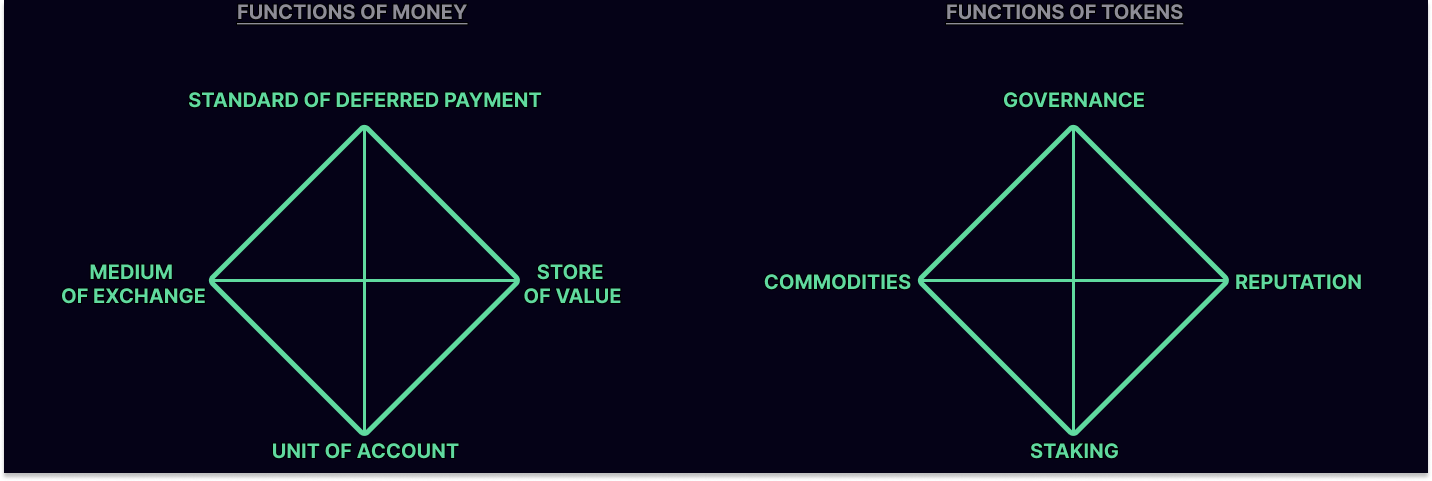 FUNCTIONS OF MONEY
STANDARD OF DEFERRED PAYMENT
MEDIUM
OF EXCHANGE
STORE
OF VALUE
UNIT OF ACCOUNT
FUNCTIONS OF TOKENS
GOVERNANCE
COMMODITIES
REPUTATION
STAKING